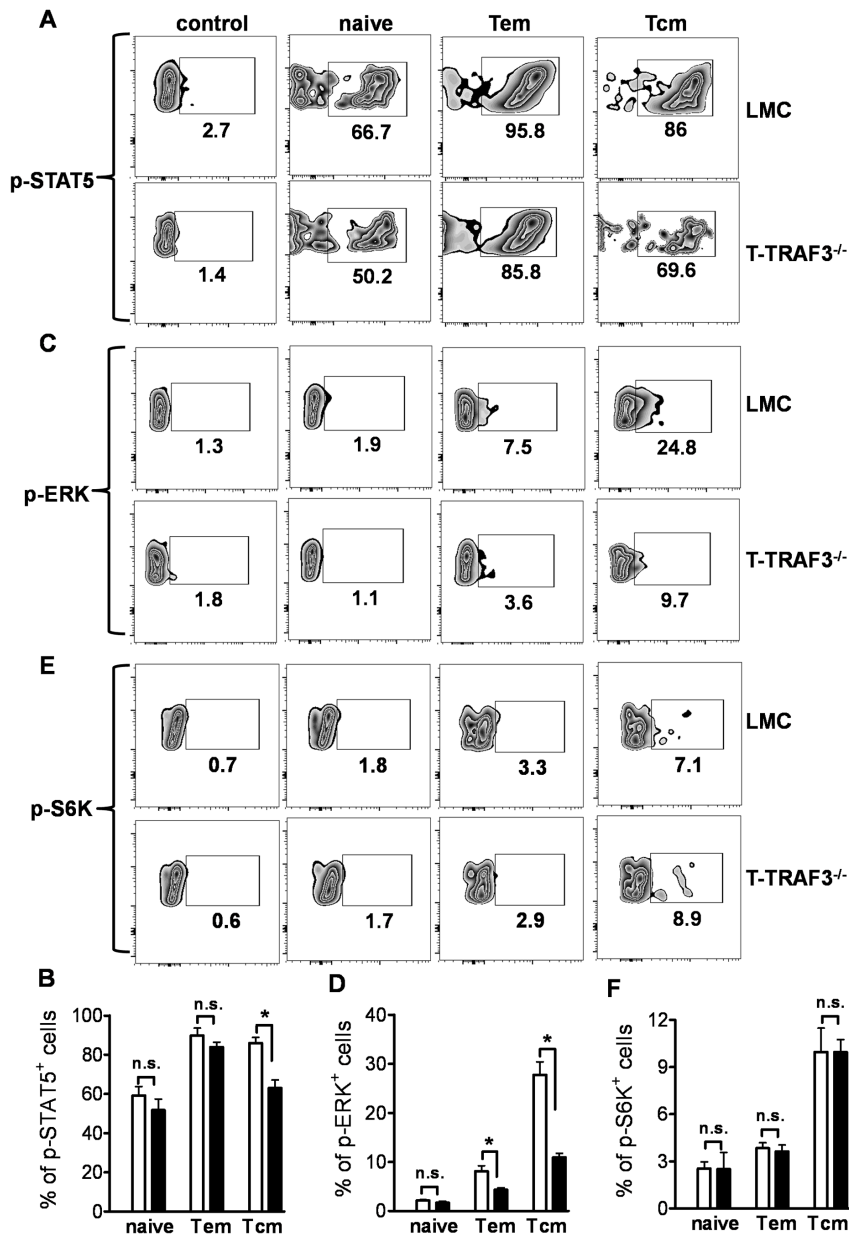 A
control naive Tem Tcm
2.7 66.7 95.8 86
LMC
p-STAT5
1.4 50.2 85.8 69.6
T-TRAF3-/-
C
1.3 1.9 7.5 24.8
LMC
p-ERK
1.8 1.1 3.6 9.7
T-TRAF3-/-
E
0.7 1.8 3.3 7.1
LMC
p-S6K
0.6 1.7 2.9 8.9
T-TRAF3-/-
B
% of p-STAT5+ cells
100
80
60
40
20
0
n.s. n.s. *
naive Tem Tcm
D
% of p-ERK+ cells
40
30
20
10
0
n.s. * *
naive Tem Tcm
F
% of p-S6K+ cells
12
9
6
3
0
n.s. n.s. n.s.
naive Tem Tcm